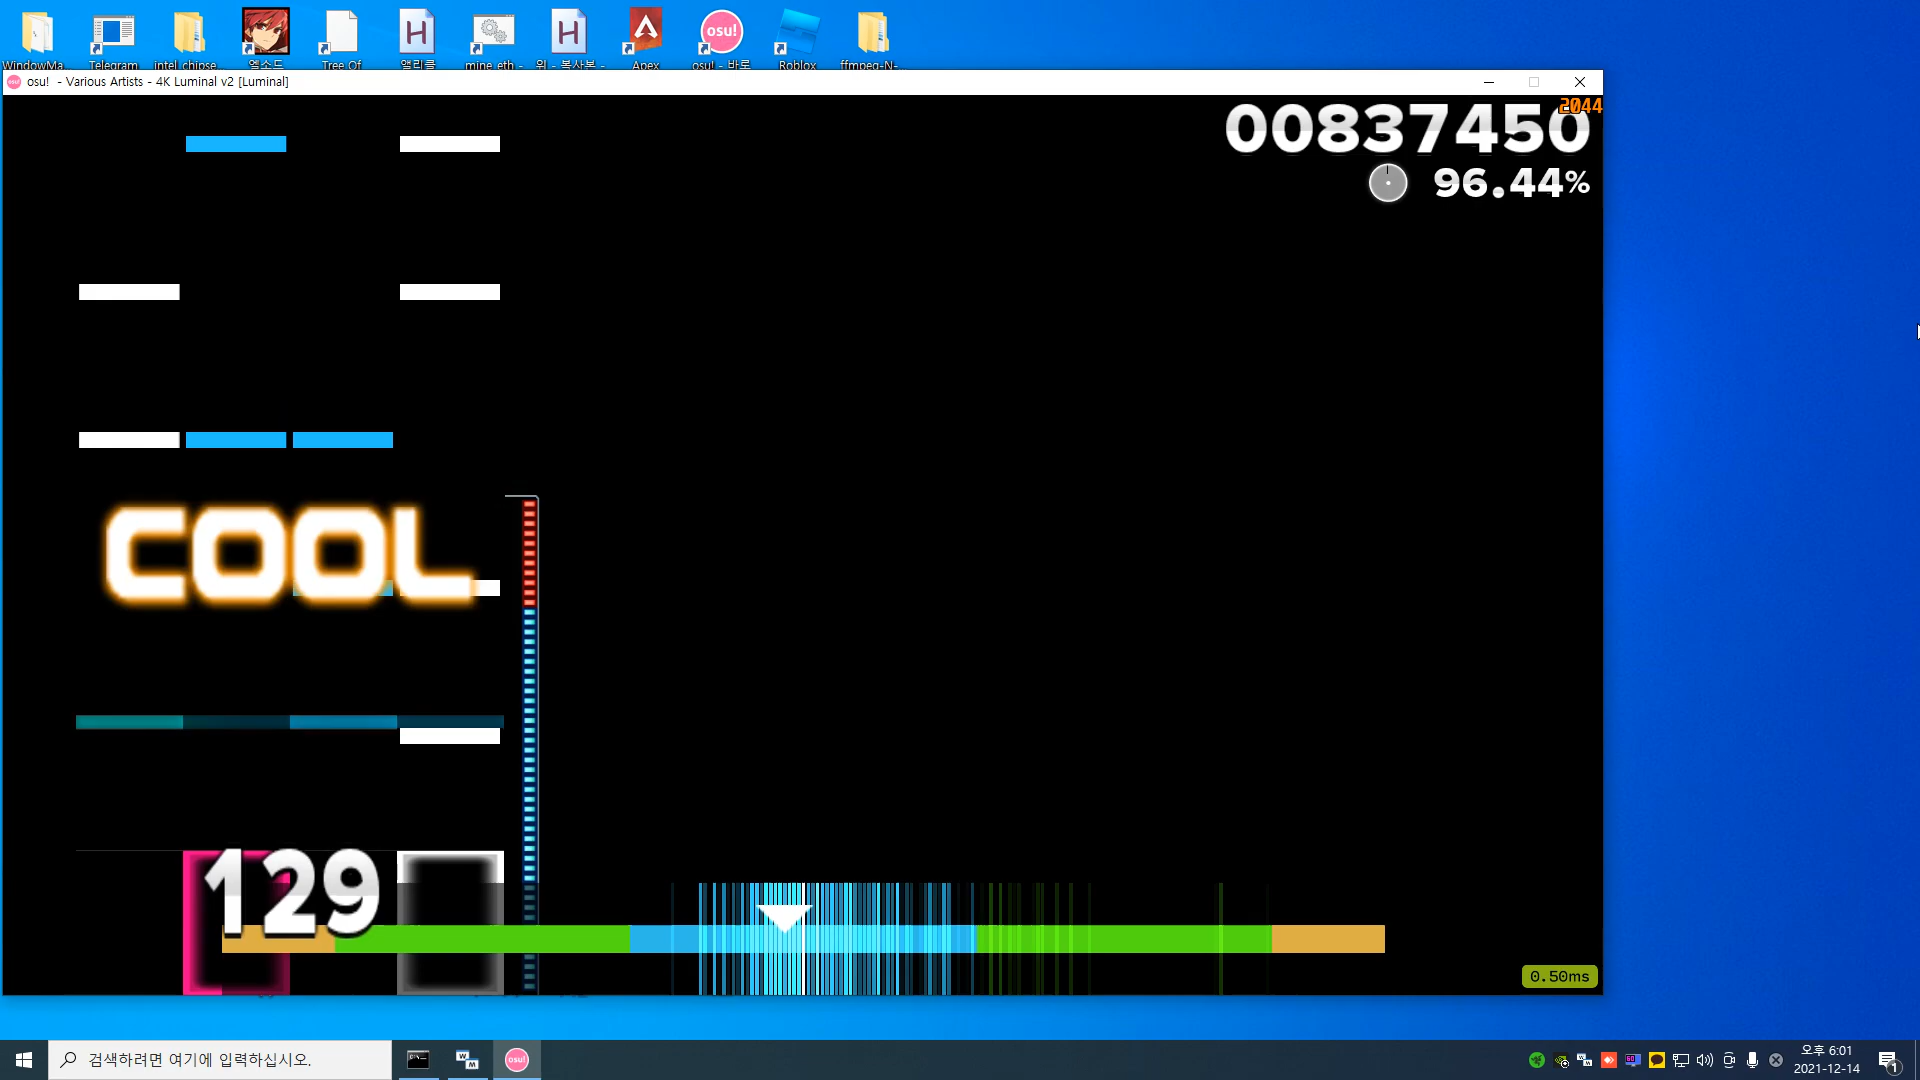 WindowMa...
Telegram
intel chipse...
엘소드
Tree Of
앨리클
mine eth -
위 - 복사본 -
Apex
osu!
osu! - 바로
Roblox
ffmpeg-N-
osu! - Various Artists - 4K Luminal v2 [Luminal]
2044
00837450
96.44%
COOL
129
0.50ms
검색하려면 여기에 입력하십시오.
osu!
오후 6:01
2021-12-14
1